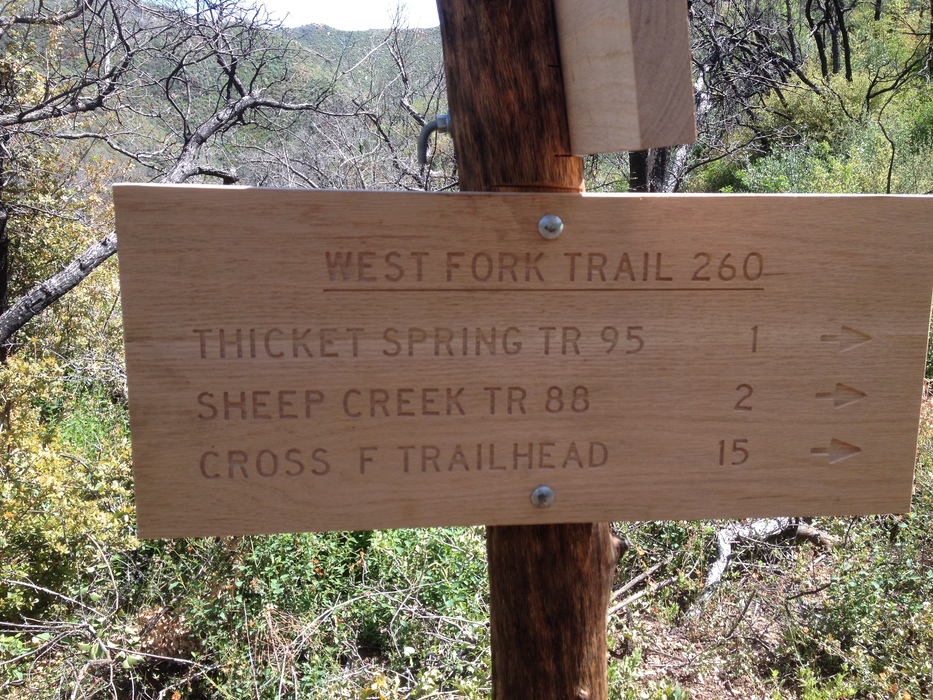 WEST FORK TRAIL 260
THICKET SPRING TR 95 1 →
SHEEP CREEK TR 88 2 →
CROSS F TRAILHEAD 15 →